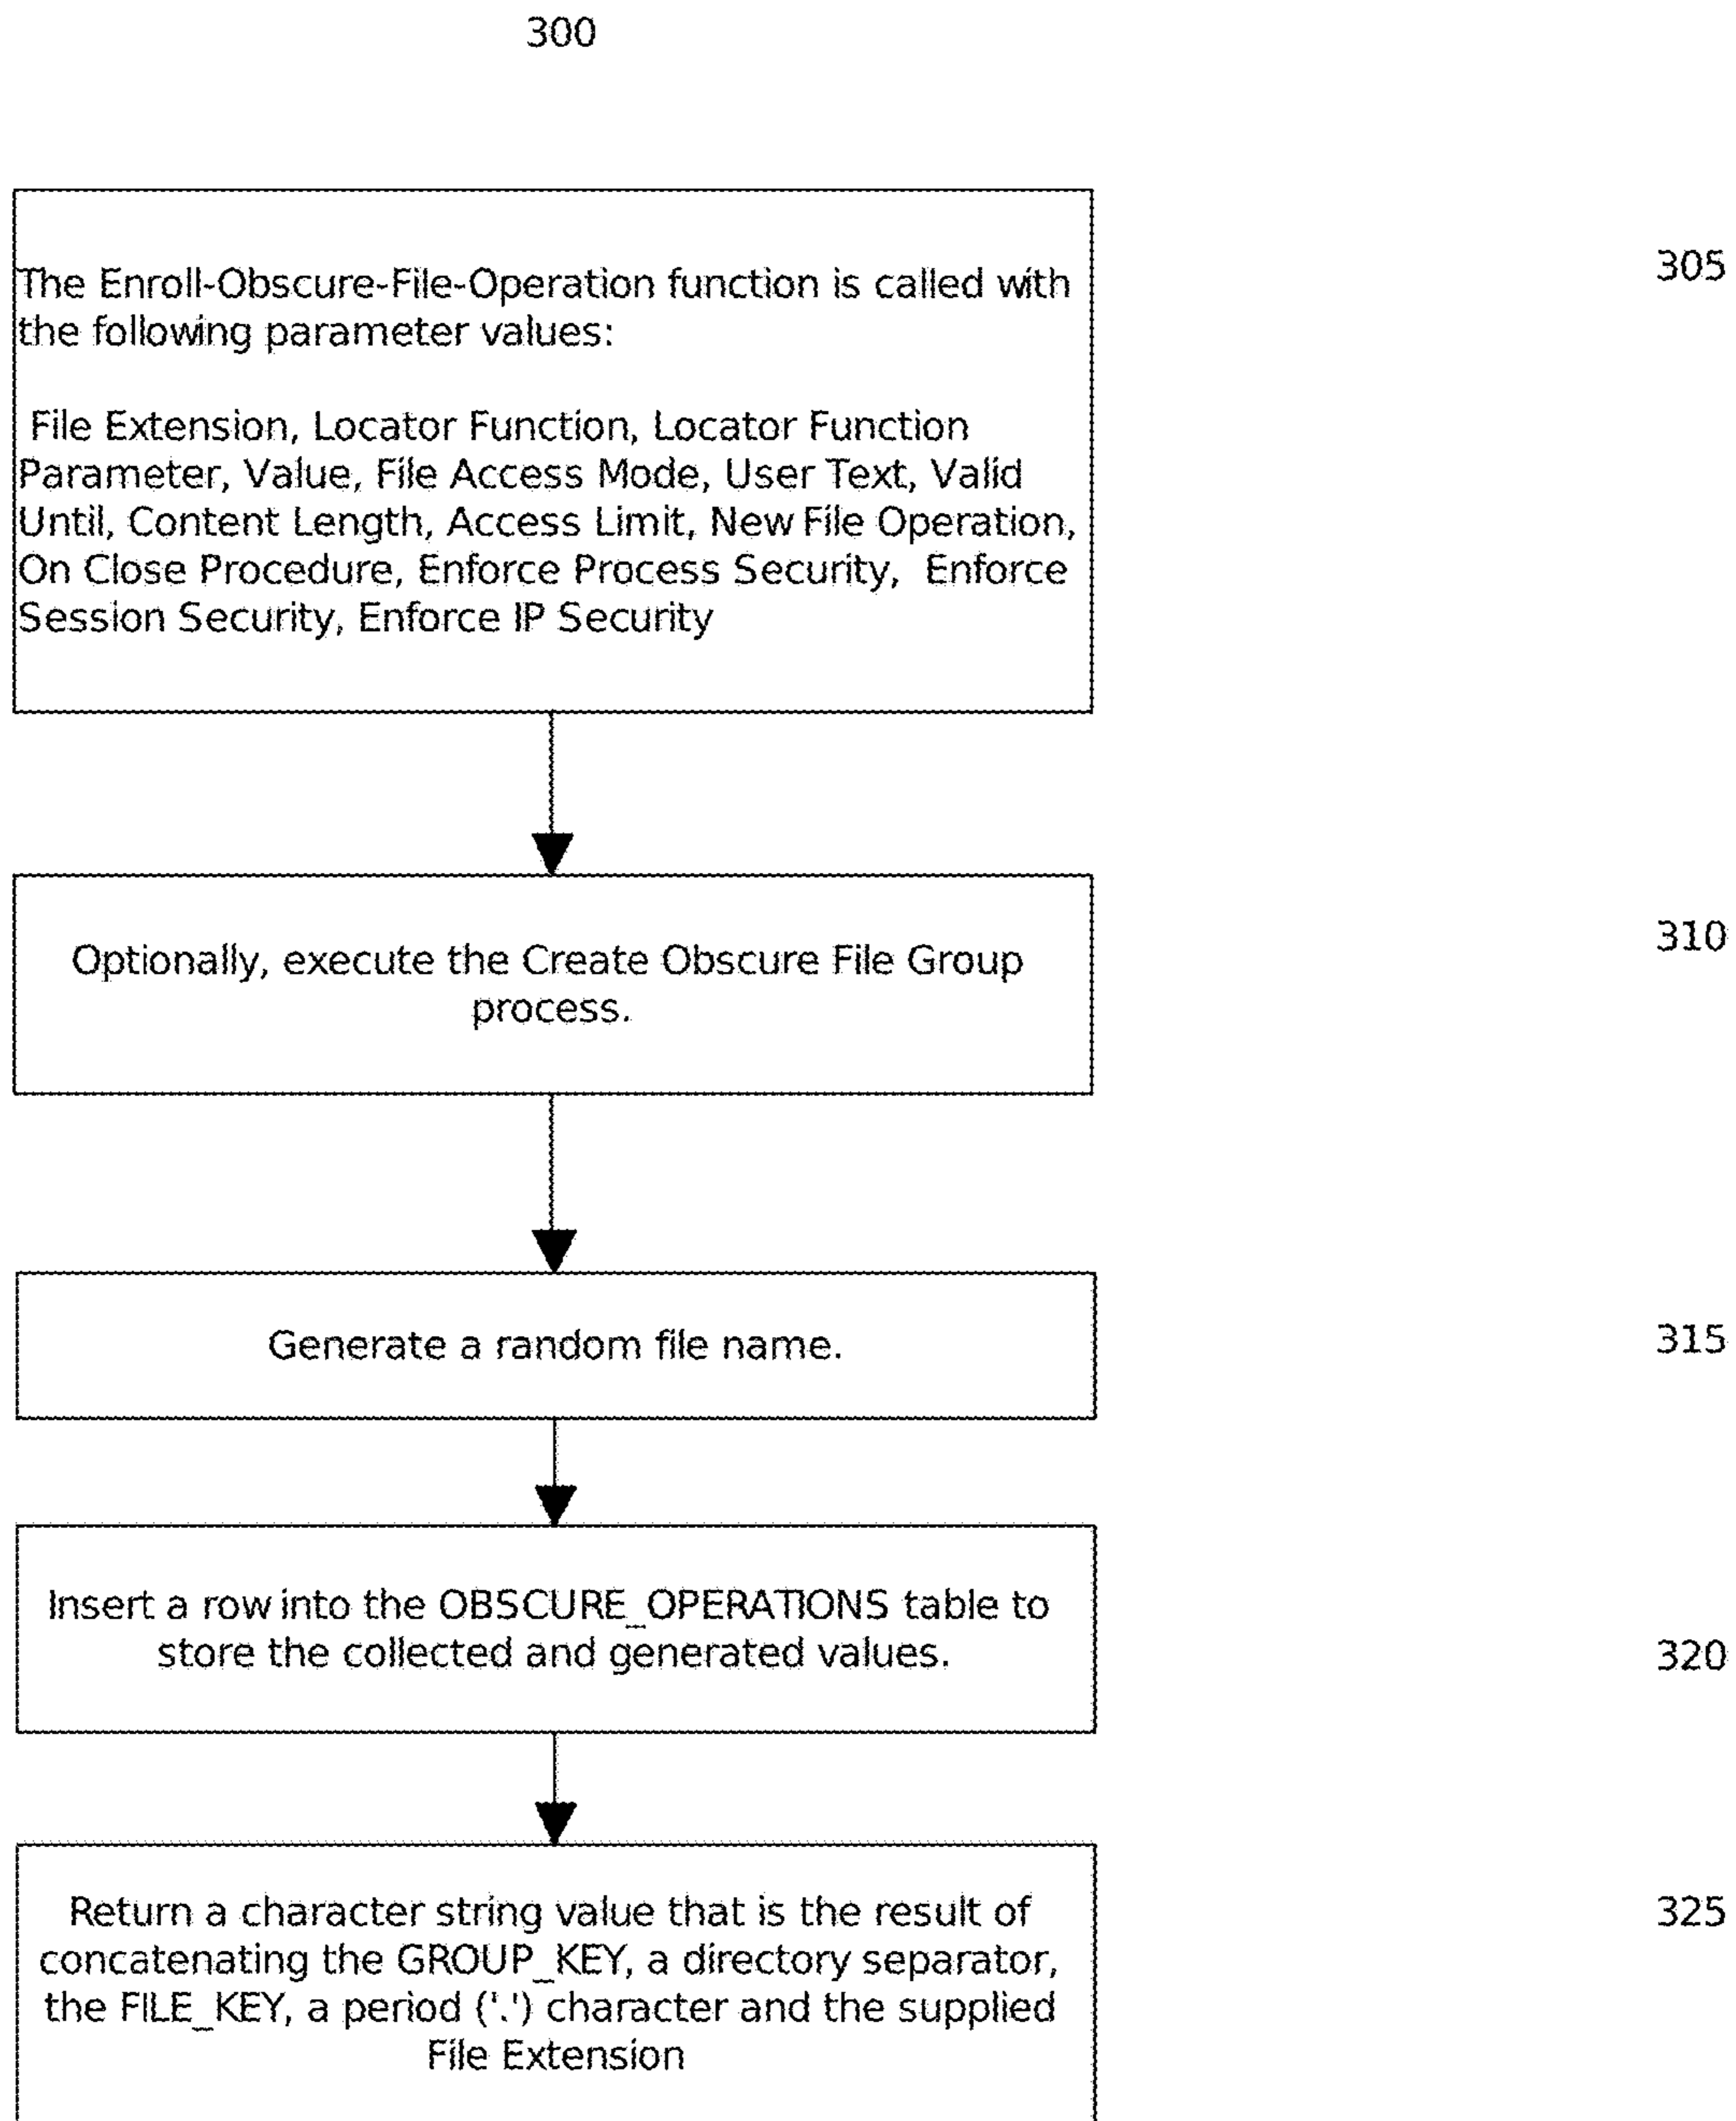 300
The Enroll-Obscure-File-Operation function is called with
the following parameter values:
File Extension, Locator Function, Locator Function
Parameter, Value, File Access Mode, User Text, Valid
Until, Content Length, Access Limit, New File Operation,
On Close Procedure, Enforce Process Security, Enforce
Session Security, Enforce IP Security
305
Optionally, execute the Create Obscure File Group
process.
310
Generate a random file name.
315
Insert a row into the OBSCURE_OPERATIONS table to
store the collected and generated values.
320
Return a character string value that is the result of
concatenating the GROUP_KEY, a directory separator,
the FILE_KEY, a period ('.') character and the supplied
File Extension
325